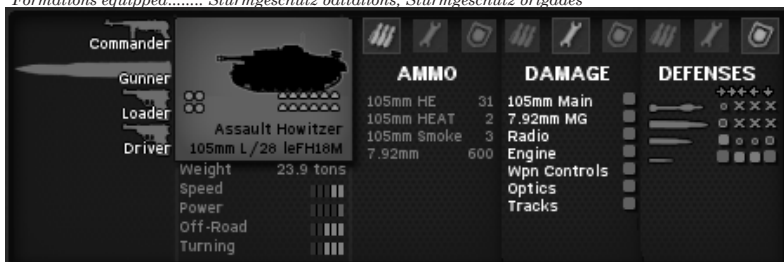 Formations equipped........ Sturmgeschutz battalions, Sturmgeschutz brigades
Commander
Gunner
Loader
Driver
Assault Howitzer
105mm L/28 leFH18M
Weight 23.9 tons
Speed
Power
Off-Road
Turning
AMMO
105mm HE 31
105mm HEAT 2
105mm Smoke 3
7.92mm 600
DAMAGE
105mm Main
7.92mm MG
Radio
Engine
Wpn Controls
Optics
Tracks
DEFENSES